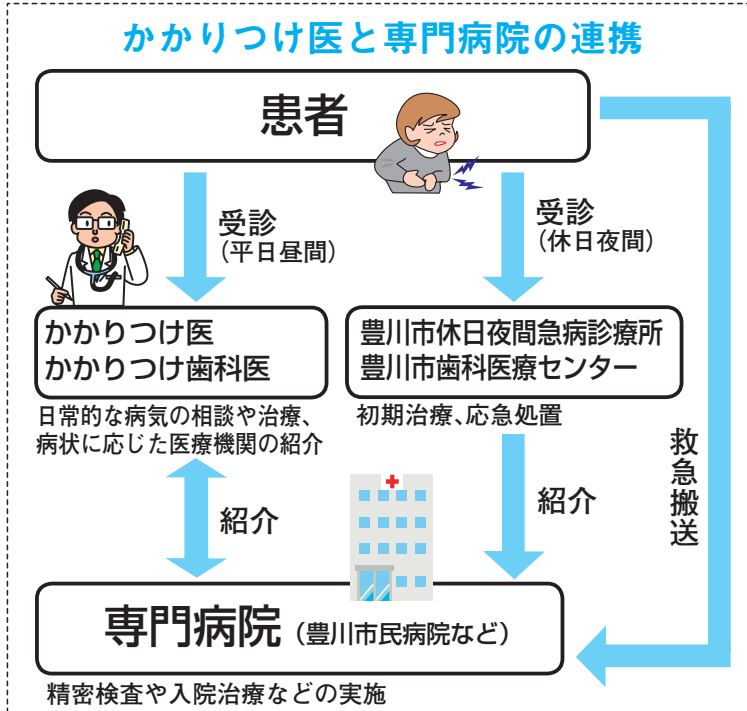 かかりつけ医と専門病院の連携
患者
受診
(平日昼間)
受診
(休日夜間)
かかりつけ医
かかりつけ歯科医
豊川市休日夜間急病診療所
豊川市歯科医療センター
日常的な病気の相談や治療、
病状に応じた医療機関の紹介
初期治療、応急処置
救急搬送
紹介
紹介
専門病院(豊川市民病院など)
精密検査や入院治療などの実施